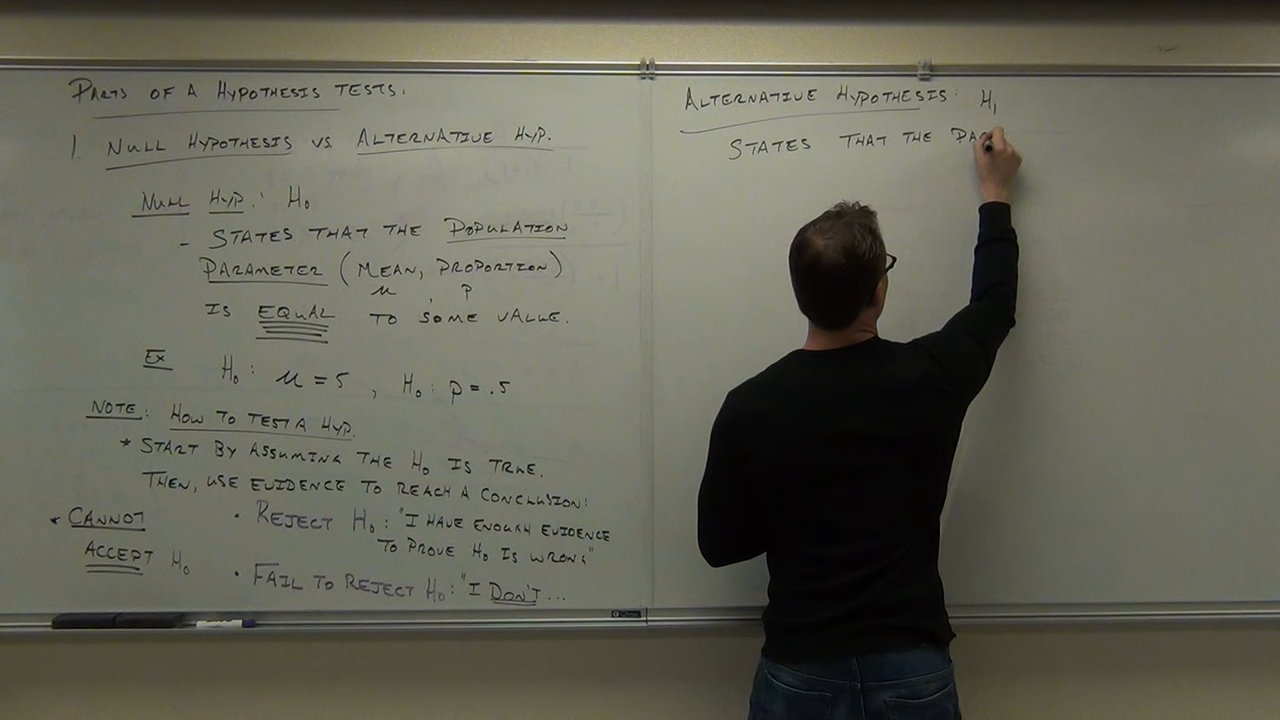 PARTS OF A HYPOTHESIS TESTS:
1. NULL HYPOTHESIS VS. ALTERNATIVE HYP.
NULL HYP.: H₀
- STATES THAT THE POPULATION
PARAMETER (MEAN, PROPORTION)
μ , p
IS EQUAL TO SOME VALUE.
EX H₀: μ = 5 , H₀: p = .5
NOTE: HOW TO TEST A HYP.
* START BY ASSUMING THE H₀ IS TRUE.
THEN, USE EVIDENCE TO REACH A CONCLUSION:
• REJECT H₀: "I HAVE ENOUGH EVIDENCE
TO PROVE H₀ IS WRONG"
• FAIL TO REJECT H₀: "I DON'T...
* CANNOT
ACCEPT H₀
ALTERNATIVE HYPOTHESIS: H₁
STATES THAT THE PA